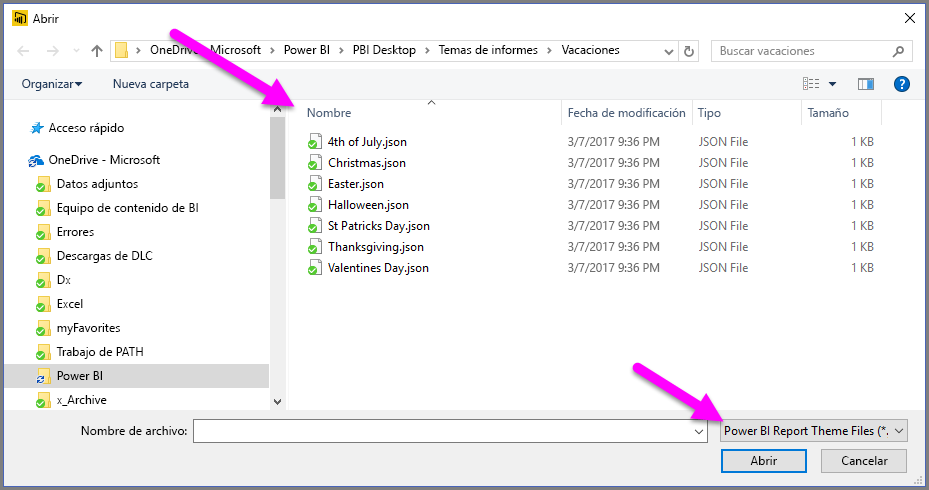 Abrir
OneDrive - Microsoft > Power BI > PBI Desktop > Temas de informes > Vacaciones
Buscar vacaciones
Organizar
Nueva carpeta
Nombre Fecha de modificación Tipo Tamaño
4th of July.json 3/7/2017 9:36 PM JSON File 1 KB
Christmas.json 3/7/2017 9:36 PM JSON File 1 KB
Easter.json 3/7/2017 9:36 PM JSON File 1 KB
Halloween.json 3/7/2017 9:36 PM JSON File 1 KB
St Patricks Day.json 3/7/2017 9:36 PM JSON File 1 KB
Thanksgiving.json 3/7/2017 9:36 PM JSON File 1 KB
Valentines Day.json 3/7/2017 9:36 PM JSON File 1 KB
Acceso rápido
OneDrive - Microsoft
Datos adjuntos
Equipo de contenido de BI
Errores
Descargas de DLC
Dx
Excel
myFavorites
Trabajo de PATH
Power BI
x_Archive
Nombre de archivo:
Power BI Report Theme Files (*.
Abrir
Cancelar